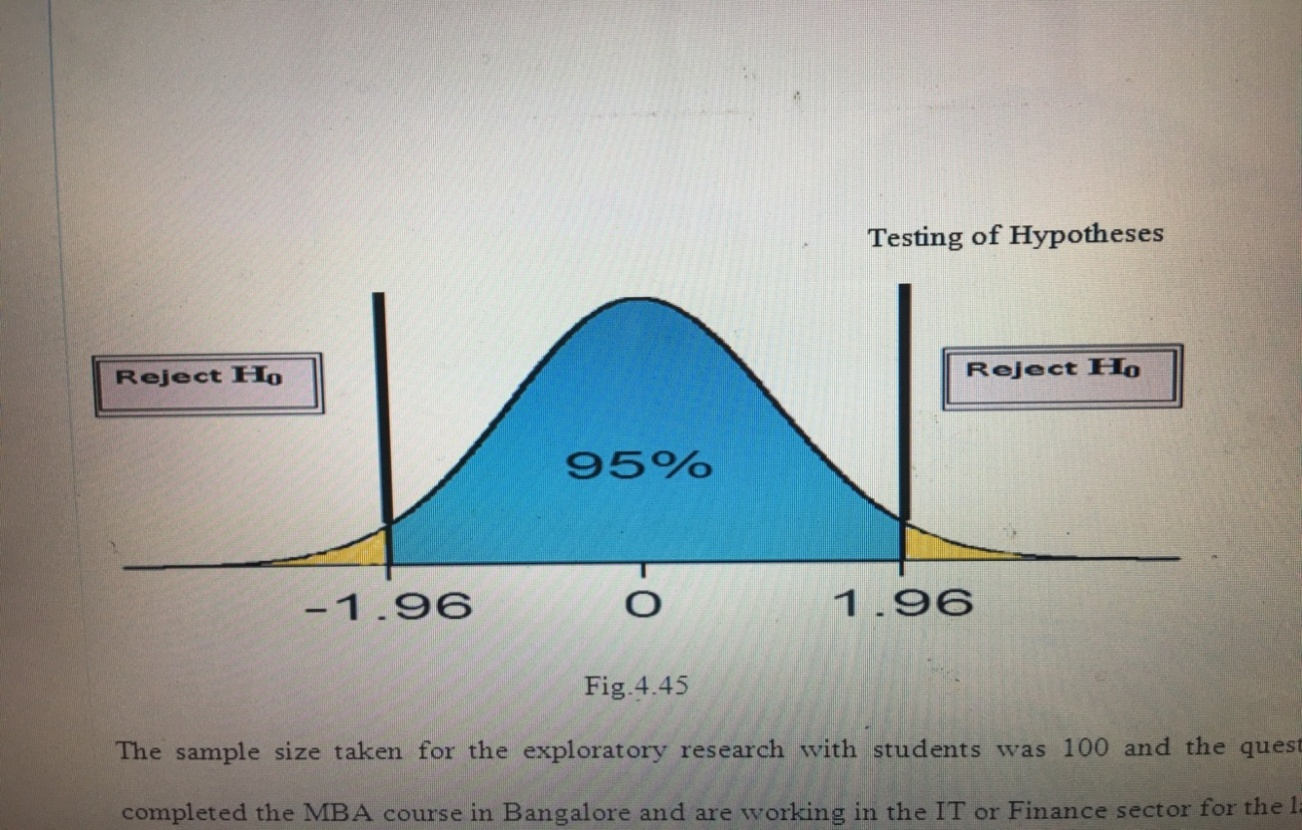 Testing of Hypotheses
Reject H₀
Reject H₀
95%
-1.96 0 1.96
Fig.4.45
The sample size taken for the exploratory research with students was 100 and the
completed the MBA course in Bangalore and are working in the IT or Finance sector for the